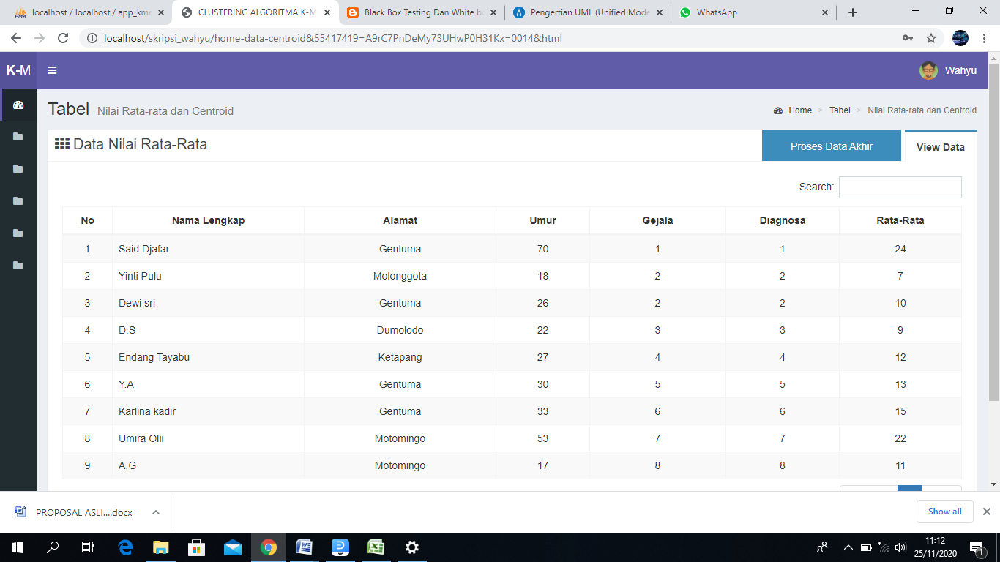 localhost / localhost / app_kme
CLUSTERING ALGORITMA K-M
Black Box Testing Dan White b
Pengertian UML (Unified Mode
WhatsApp
localhost/skripsi_wahyu/home-data-centroid&55417419=A9rC7PnDeMy73UHwP0H31Kx=0014&html
K-M
Wahyu
Tabel Nilai Rata-rata dan Centroid
Home > Tabel > Nilai Rata-rata dan Centroid
Data Nilai Rata-Rata
Proses Data Akhir
View Data
Search:
No Nama Lengkap Alamat Umur Gejala Diagnosa Rata-Rata
1 Said Djafar Gentuma 70 1 1 24
2 Yinti Pulu Molonggota 18 2 2 7
3 Dewi sri Gentuma 26 2 2 10
4 D.S Dumolodo 22 3 3 9
5 Endang Tayabu Ketapang 27 4 4 12
6 Y.A Gentuma 30 5 5 13
7 Karlina kadir Gentuma 33 6 6 15
8 Umira Olii Motomingo 53 7 7 22
9 A.G Motomingo 17 8 8 11
PROPOSAL ASLI....docx
Show all
11:12
25/11/2020
1